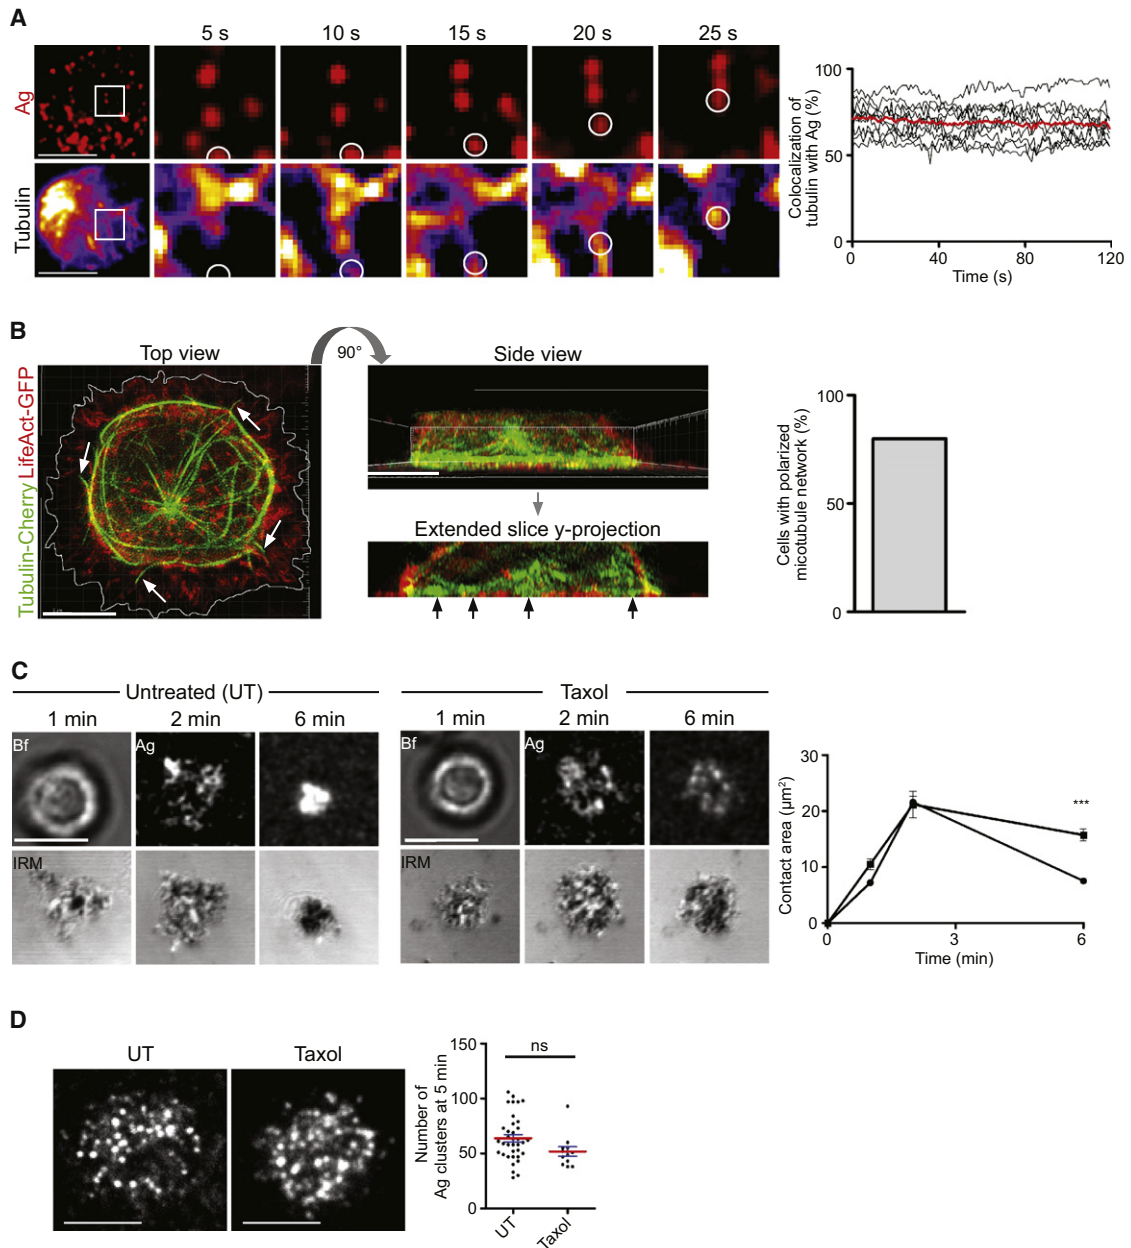 A
5 s
10 s
15 s
20 s
25 s
Ag
Tubulin
Colocalization of
tubulin with Ag (%)
100
50
0
0
40
80
120
Time (s)
B
Top view
90°
Side view
Tubulin-Cherry LifeAct-GFP
Extended slice y-projection
Cells with polarized
micotubule network (%)
100
50
0
C
Untreated (UT)
Taxol
1 min
2 min
6 min
1 min
2 min
6 min
Bf
Ag
Bf
Ag
IRM
IRM
Contact area (µm²)
30
20
10
0
0
3
6
***
Time (min)
D
UT
Taxol
Number of
Ag clusters at 5 min
150
100
50
0
ns
UT
Taxol